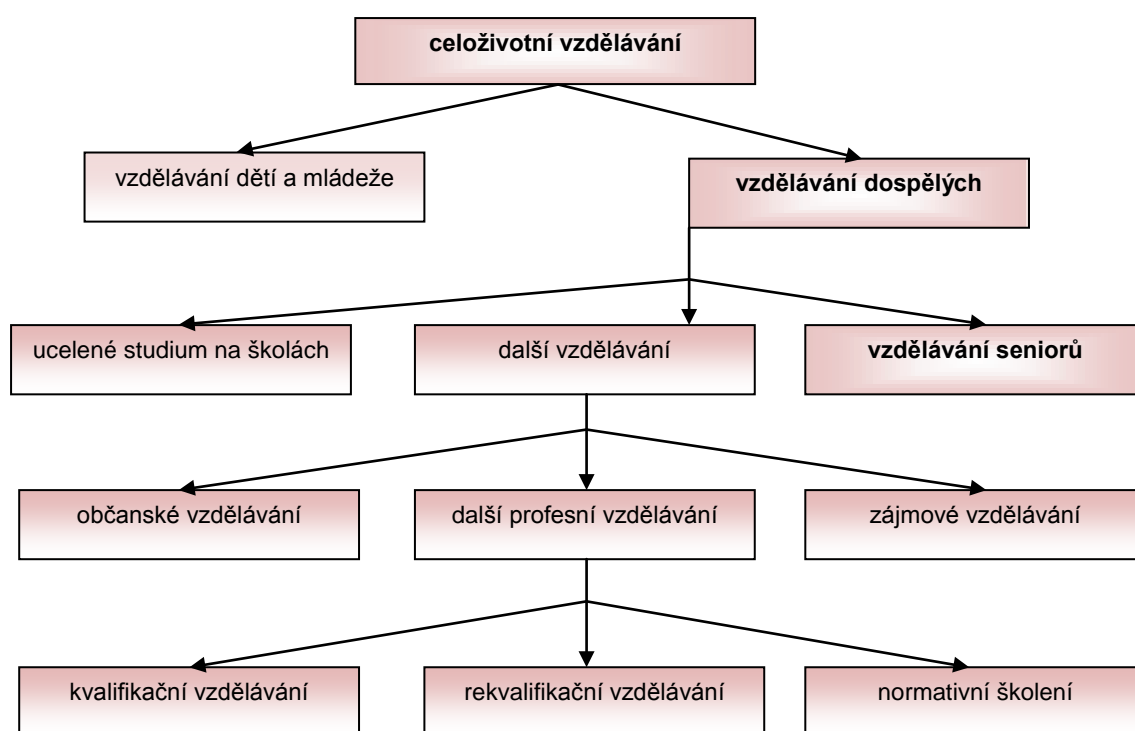 celoživotní vzdělávání
vzdělávání dětí a mládeže
vzdělávání dospělých
ucelené studium na školách
další vzdělávání
vzdělávání seniorů
občanské vzdělávání
další profesní vzdělávání
zájmové vzdělávání
kvalifikační vzdělávání
rekvalifikační vzdělávání
normativní školení